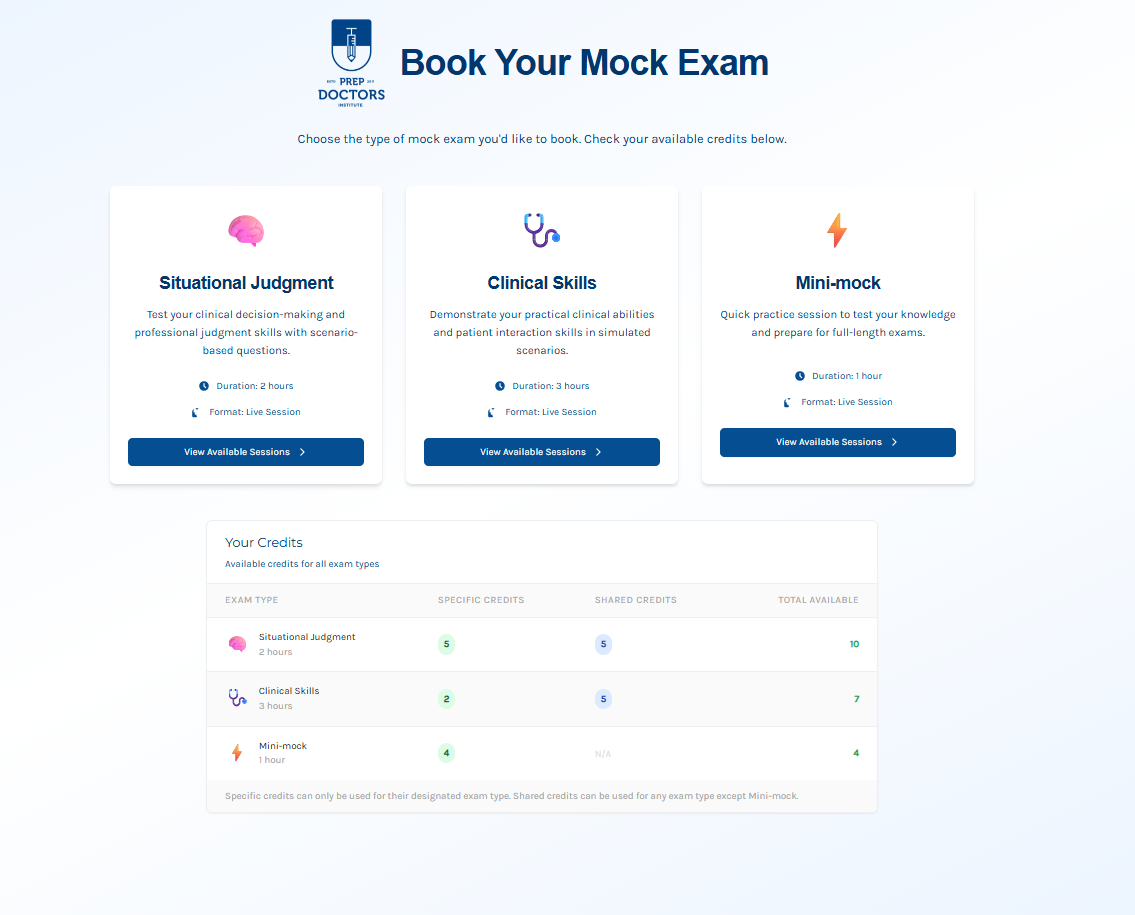 PREP
DOCTORS
INSTITUTE
Book Your Mock Exam
Choose the type of mock exam you'd like to book. Check your available credits below.
Situational Judgment
Test your clinical decision-making and
professional judgment skills with scenario-
based questions.
Duration: 2 hours
Format: Live Session
View Available Sessions
Clinical Skills
Demonstrate your practical clinical abilities
and patient interaction skills in simulated
scenarios.
Duration: 3 hours
Format: Live Session
View Available Sessions
Mini-mock
Quick practice session to test your knowledge
and prepare for full-length exams.
Duration: 1 hour
Format: Live Session
View Available Sessions
Your Credits
Available credits for all exam types
EXAM TYPE SPECIFIC CREDITS SHARED CREDITS TOTAL AVAILABLE
Situational Judgment
2 hours
5 5 10
Clinical Skills
3 hours
2 5 7
Mini-mock
1 hour
4 N/A 4
Specific credits can only be used for their designated exam type. Shared credits can be used for any exam type except Mini-mock.